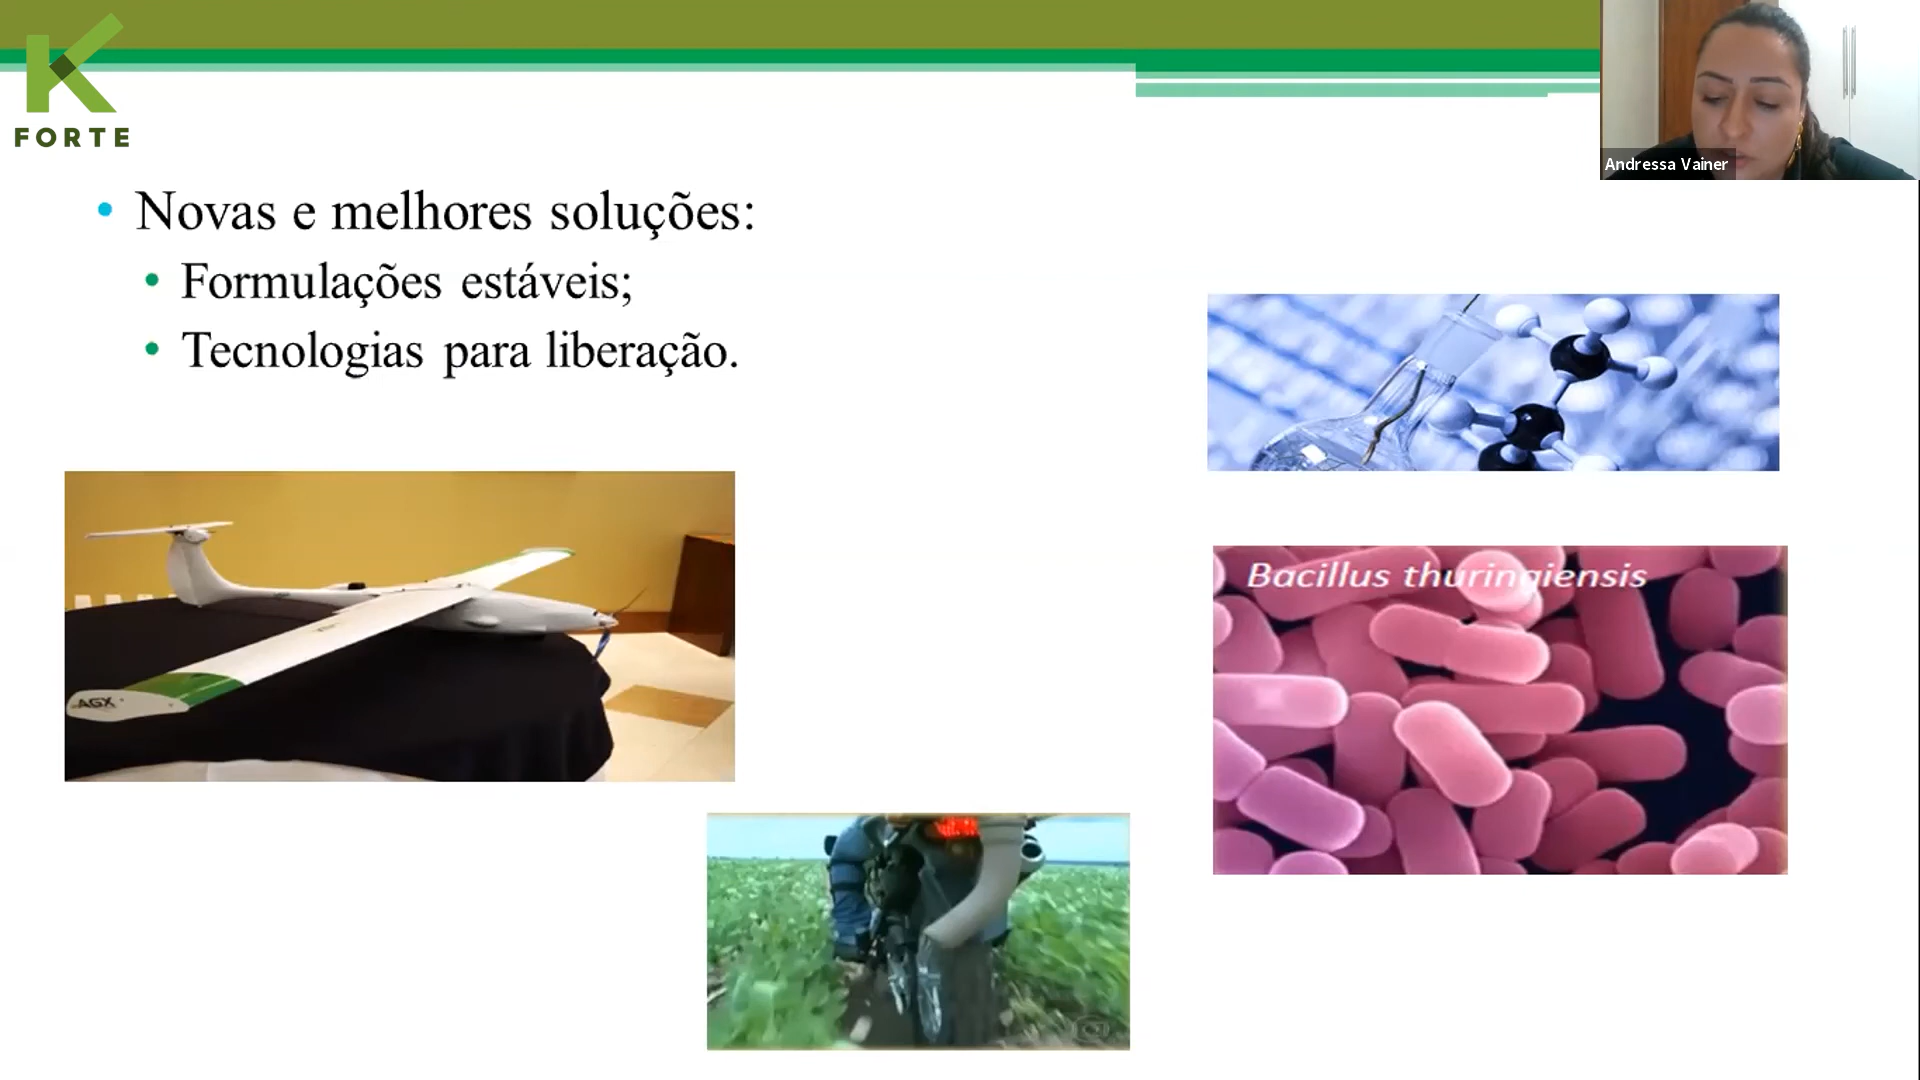 K
FORTE
Andressa Vainer
• Novas e melhores soluções:
• Formulações estáveis;
• Tecnologias para liberação.
Bacillus thuringiensis
AGX